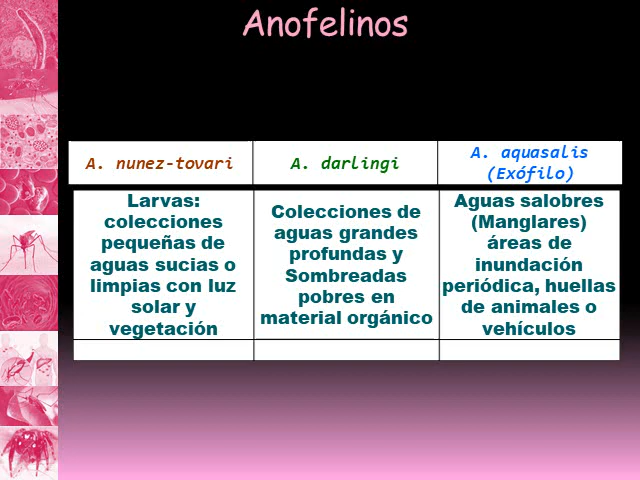 Anofelinos
A. nunez-tovari
A. darlingi
A. aquasalis
(Exófilo)
Larvas:
colecciones
pequeñas de
aguas sucias o
limpias con luz
solar y
vegetación
Colecciones de
aguas grandes
profundas y
Sombreadas
pobres en
material orgánico
Aguas salobres
(Manglares)
áreas de
inundación
periódica, huellas
de animales o
vehículos